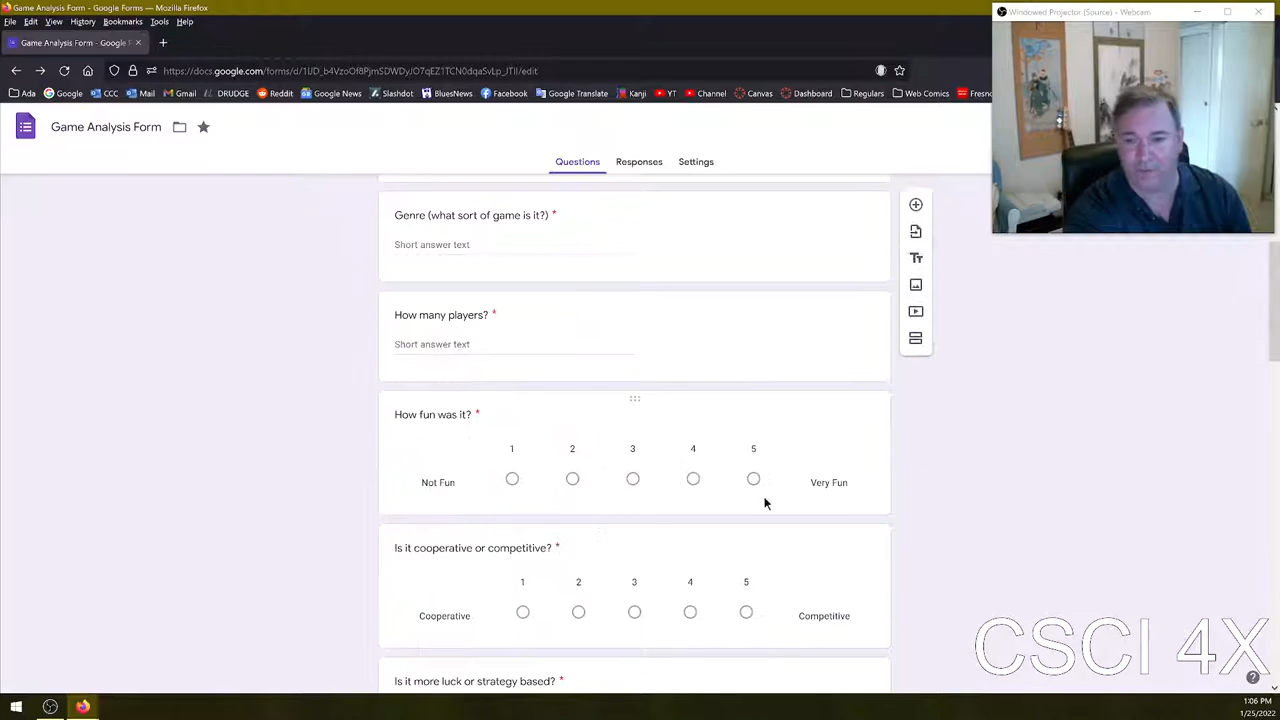 Game Analysis Form - Google Forms — Mozilla Firefox
Windowed Projector (Source) - Webcam
File Edit View History Bookmarks Tools Help
Game Analysis Form - Google
Ada Google CCC Mail Gmail DRUDGE Reddit Google News Slashdot Facebook Google Translate Kanji YT Channel Canvas Dashboard Regulars Web Comics
Game Analysis Form
Questions Responses Settings
Genre (what sort of game is it?) *
Short answer text
How many players? *
Short answer text
How fun was it? *
1 2 3 4 5
Not Fun Very Fun
Is it cooperative or competitive? *
1 2 3 4 5
Cooperative Competitive
CSCI 4X
Is it more luck or strategy based? *
1:06 PM
1/25/2022